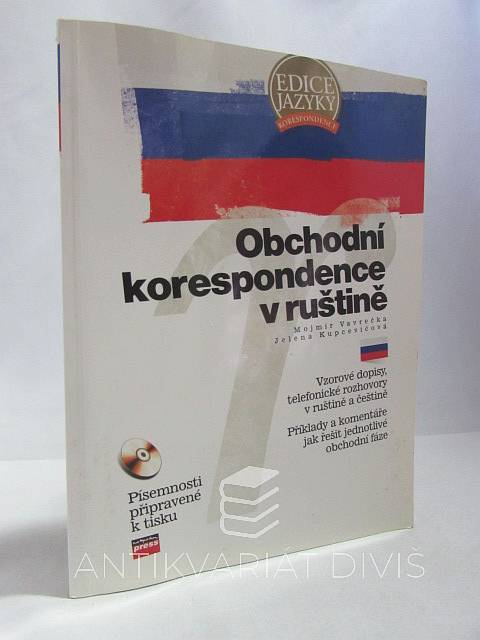 EDICE
JAZYKY
KORESPONDENCE
Obchodní
korespondence
v ruštině
Mojmír Vavrečka
Jelena Kupcevičová
Vzorové dopisy,
telefonické rozhovory
v ruštině a češtině
Příklady a komentáře
jak řešit jednotlivé
obchodní fáze
Písemnosti
připravené
k tisku
press
ANTIKVARIÁT DIVIŠ